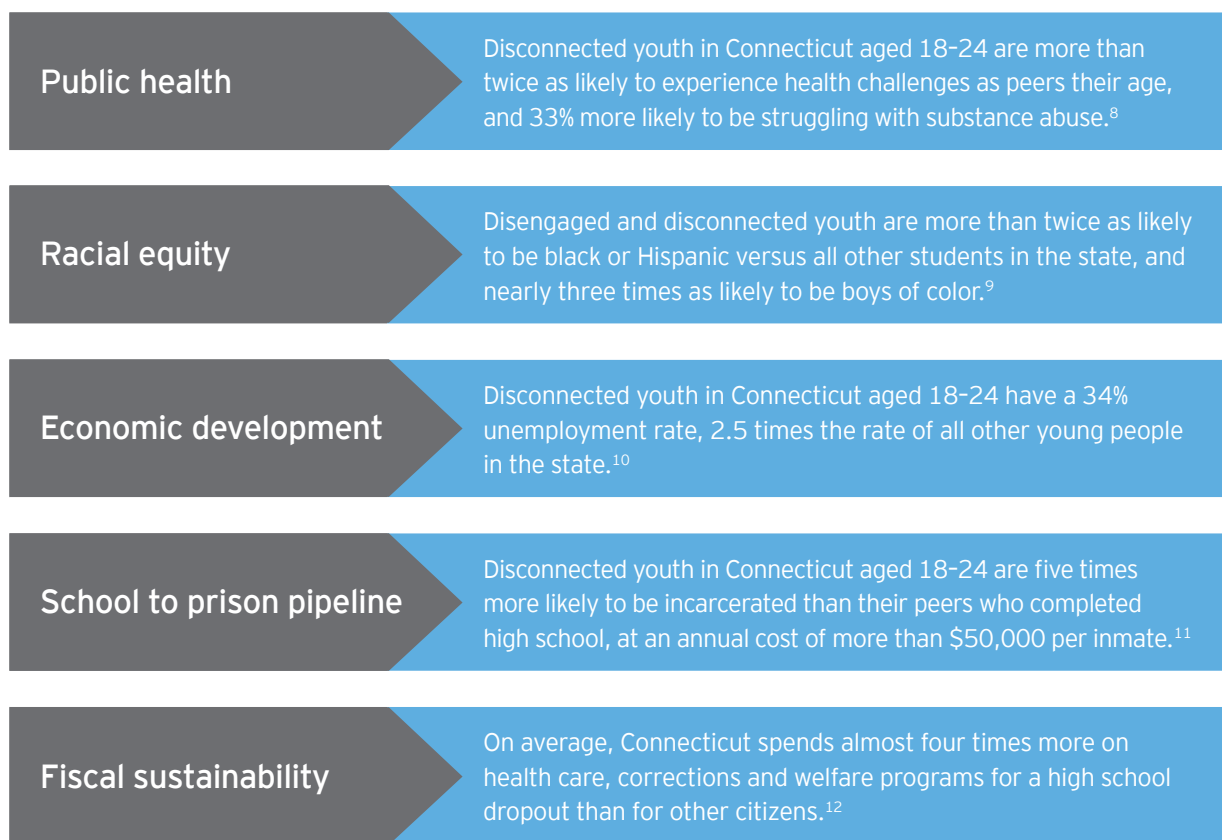 Public health
Disconnected youth in Connecticut aged 18–24 are more than
twice as likely to experience health challenges as peers their age,
and 33% more likely to be struggling with substance abuse.⁸
Racial equity
Disengaged and disconnected youth are more than twice as likely
to be black or Hispanic versus all other students in the state, and
nearly three times as likely to be boys of color.⁹
Economic development
Disconnected youth in Connecticut aged 18–24 have a 34%
unemployment rate, 2.5 times the rate of all other young people
in the state.¹⁰
School to prison pipeline
Disconnected youth in Connecticut aged 18–24 are five times
more likely to be incarcerated than their peers who completed
high school, at an annual cost of more than $50,000 per inmate.¹¹
Fiscal sustainability
On average, Connecticut spends almost four times more on
health care, corrections and welfare programs for a high school
dropout than for other citizens.¹²